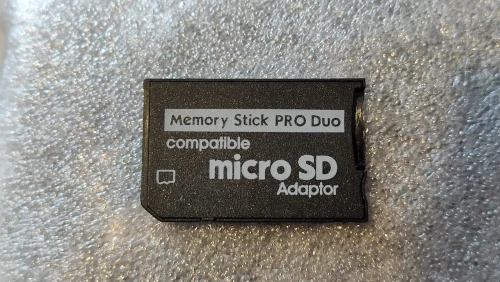 Memory Stick PRO Duo
compatible
micro SD
Adaptor